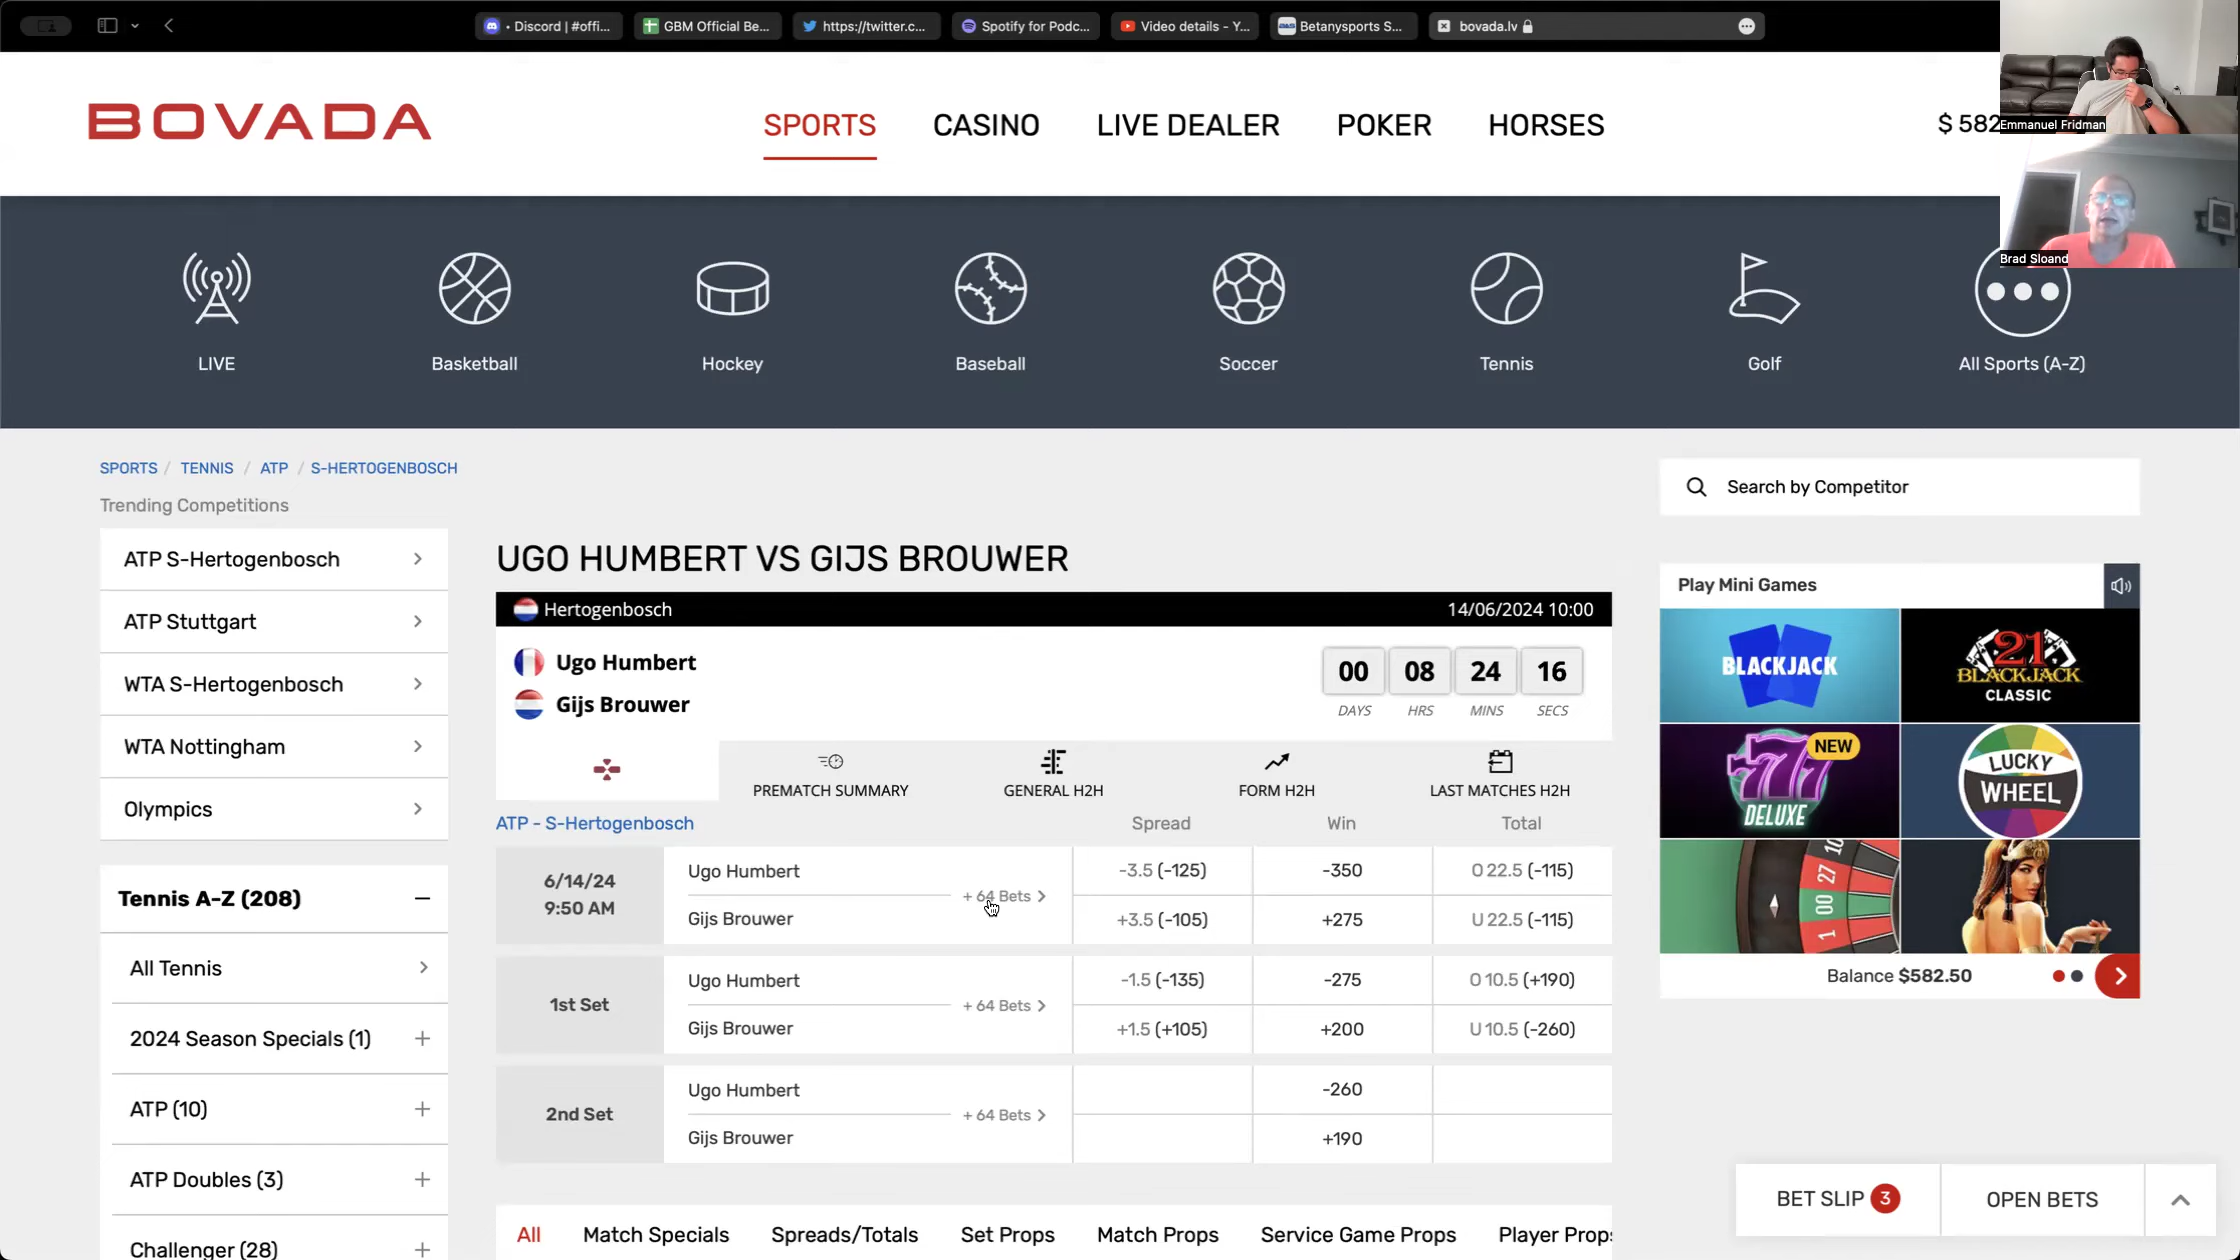 • Discord | #offi...
GBM Official Be...
https://twitter.c...
Spotify for Podc...
Video details - Y...
Betanysports S...
bovada.lv
BOVADA
SPORTS
CASINO
LIVE DEALER
POKER
HORSES
$ 582
Emmanuel Fridman
Brad Sloand
LIVE
Basketball
Hockey
Baseball
Soccer
Tennis
Golf
All Sports (A-Z)
SPORTS / TENNIS / ATP / S-HERTOGENBOSCH
Trending Competitions
ATP S-Hertogenbosch
ATP Stuttgart
WTA S-Hertogenbosch
WTA Nottingham
Olympics
Tennis A-Z (208)
All Tennis
2024 Season Specials (1)
ATP (10)
ATP Doubles (3)
Challenger (28)
UGO HUMBERT VS GIJS BROUWER
Hertogenbosch
14/06/2024 10:00
Ugo Humbert
Gijs Brouwer
00 08 24 16
DAYS HRS MINS SECS
PREMATCH SUMMARY
GENERAL H2H
FORM H2H
LAST MATCHES H2H
ATP - S-Hertogenbosch
Spread
Win
Total
6/14/24
9:50 AM
Ugo Humbert
-3.5 (-125)
-350
O 22.5 (-115)
+ 64 Bets
Gijs Brouwer
+3.5 (-105)
+275
U 22.5 (-115)
1st Set
Ugo Humbert
-1.5 (-135)
-275
O 10.5 (+190)
+ 64 Bets
Gijs Brouwer
+1.5 (+105)
+200
U 10.5 (-260)
2nd Set
Ugo Humbert
-260
+ 64 Bets
Gijs Brouwer
+190
All
Match Specials
Spreads/Totals
Set Props
Match Props
Service Game Props
Player Props
Search by Competitor
Play Mini Games
BLACKJACK
21
BLACKJACK
CLASSIC
NEW
777
DELUXE
LUCKY
WHEEL
10
27
00
1
Balance $582.50
BET SLIP 3
OPEN BETS